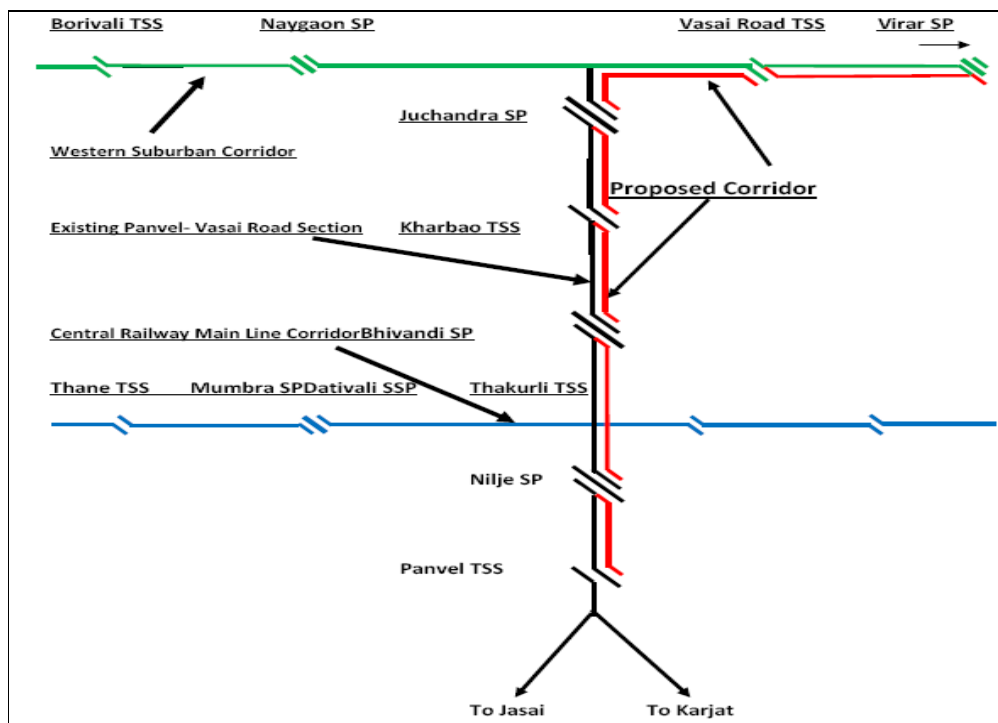 Borivali TSS Naygaon SP Vasai Road TSS Virar SP
Juchandra SP
Western Suburban Corridor
Proposed Corridor
Existing Panvel- Vasai Road Section Kharbao TSS
Central Railway Main Line CorridorBhivandi SP
Thane TSS Mumbra SPDativali SSP Thakurli TSS
Nilje SP
Panvel TSS
To Jasai To Karjat